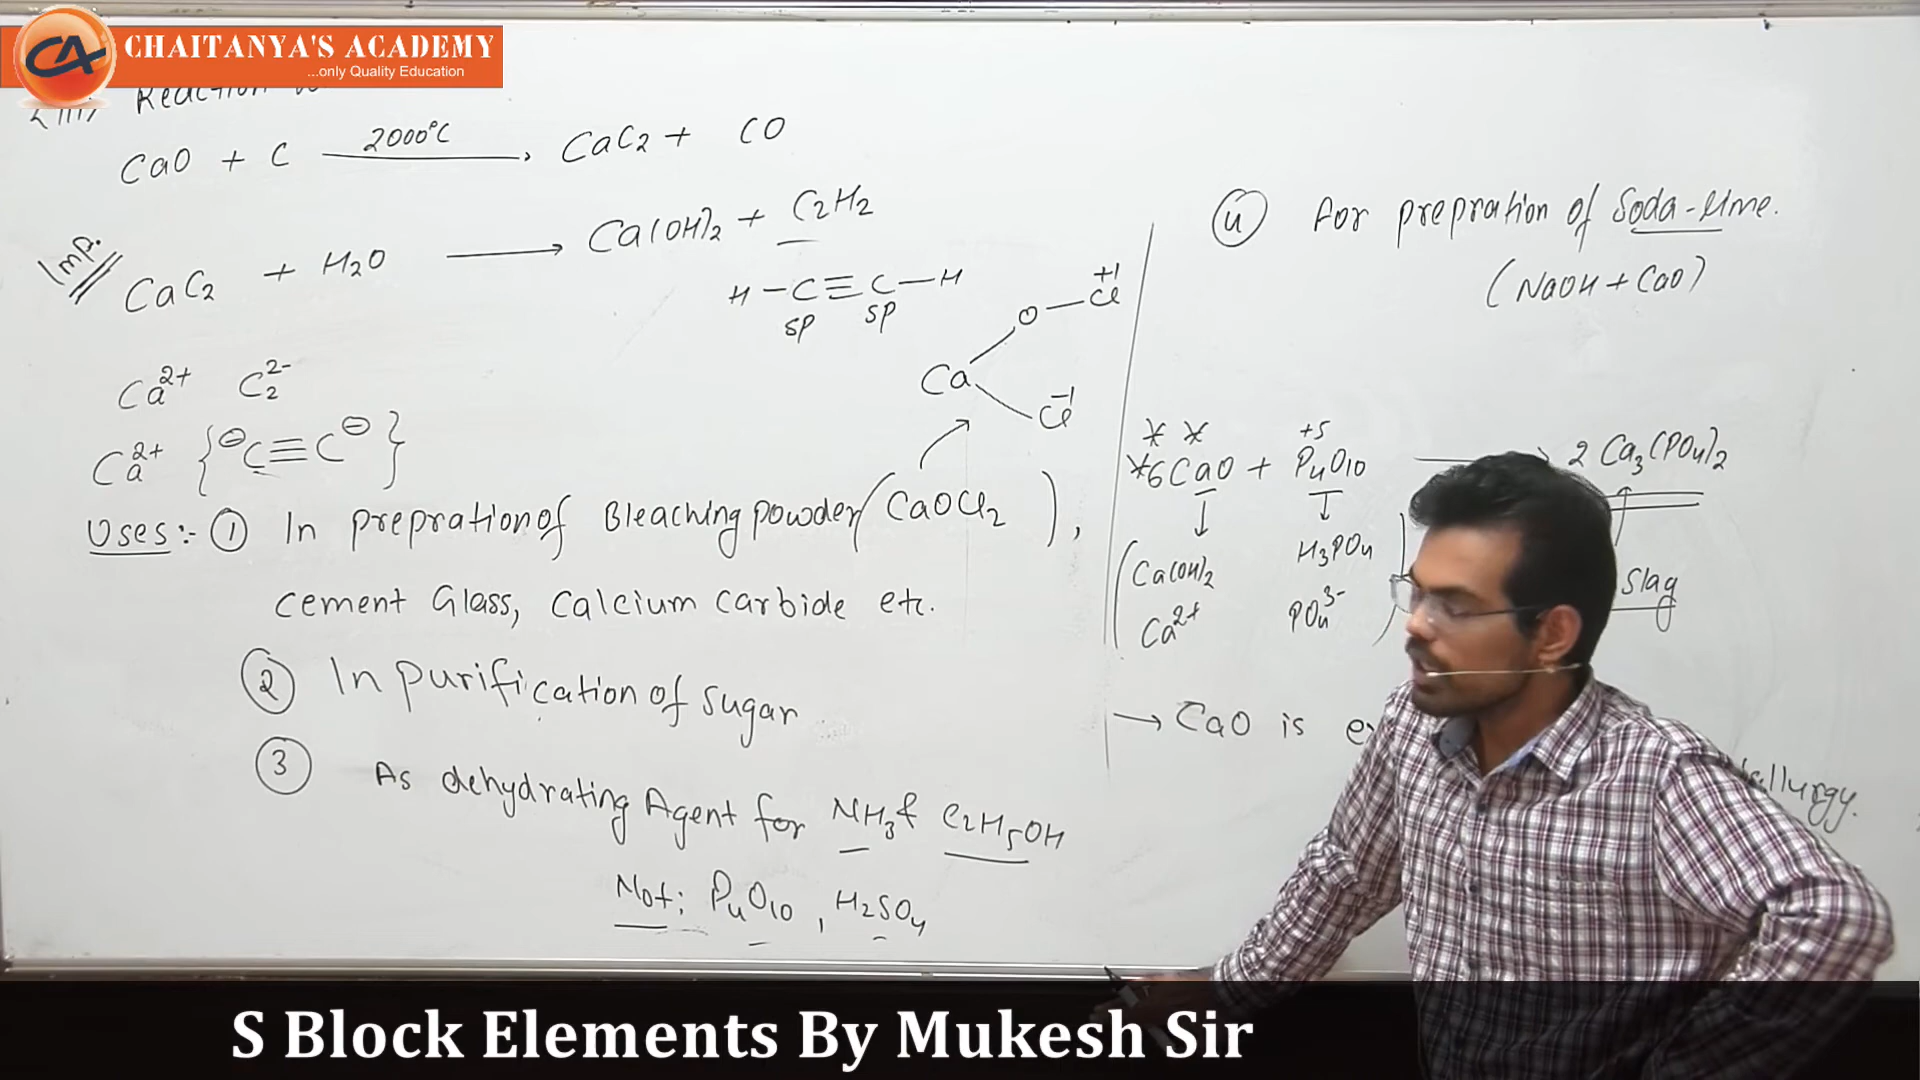 CHAITANYA'S ACADEMY
...only Quality Education
(iii) Reaction
CaO + C 2000°C → CaC2 + CO
Imp.
CaC2 + H2O → Ca(OH)2 + C2H2
H-C≡C-H
sp sp
Ca²⁺ C₂²⁻
Ca²⁺ {⊖C≡C⊖}
Ca O-Cl +1
Cl -1
Uses:- ① In prepration of Bleaching powder (CaOCl2),
cement Glass, calcium carbide etc.
② In purification of sugar
③ As dehydrating Agent for NH3 & C2H5OH
Not: P4O10, H2SO4
④ for prepration of Soda-lime.
(NaOH + CaO)
* * +5
*6CaO + P4O10 → 2 Ca3(PO4)2
Ca(OH)2 H3PO4
Slag
Ca²⁺ PO4³⁻
→ CaO is
S Block Elements By Mukesh Sir